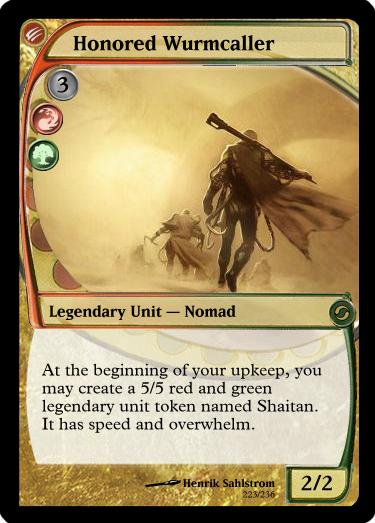 Honored Wurmcaller
3
Legendary Unit — Nomad
At the beginning of your upkeep, you
may create a 5/5 red and green
legendary unit token named Shaitan.
It has speed and overwhelm.
Henrik Sahlstrom
223/236
2/2